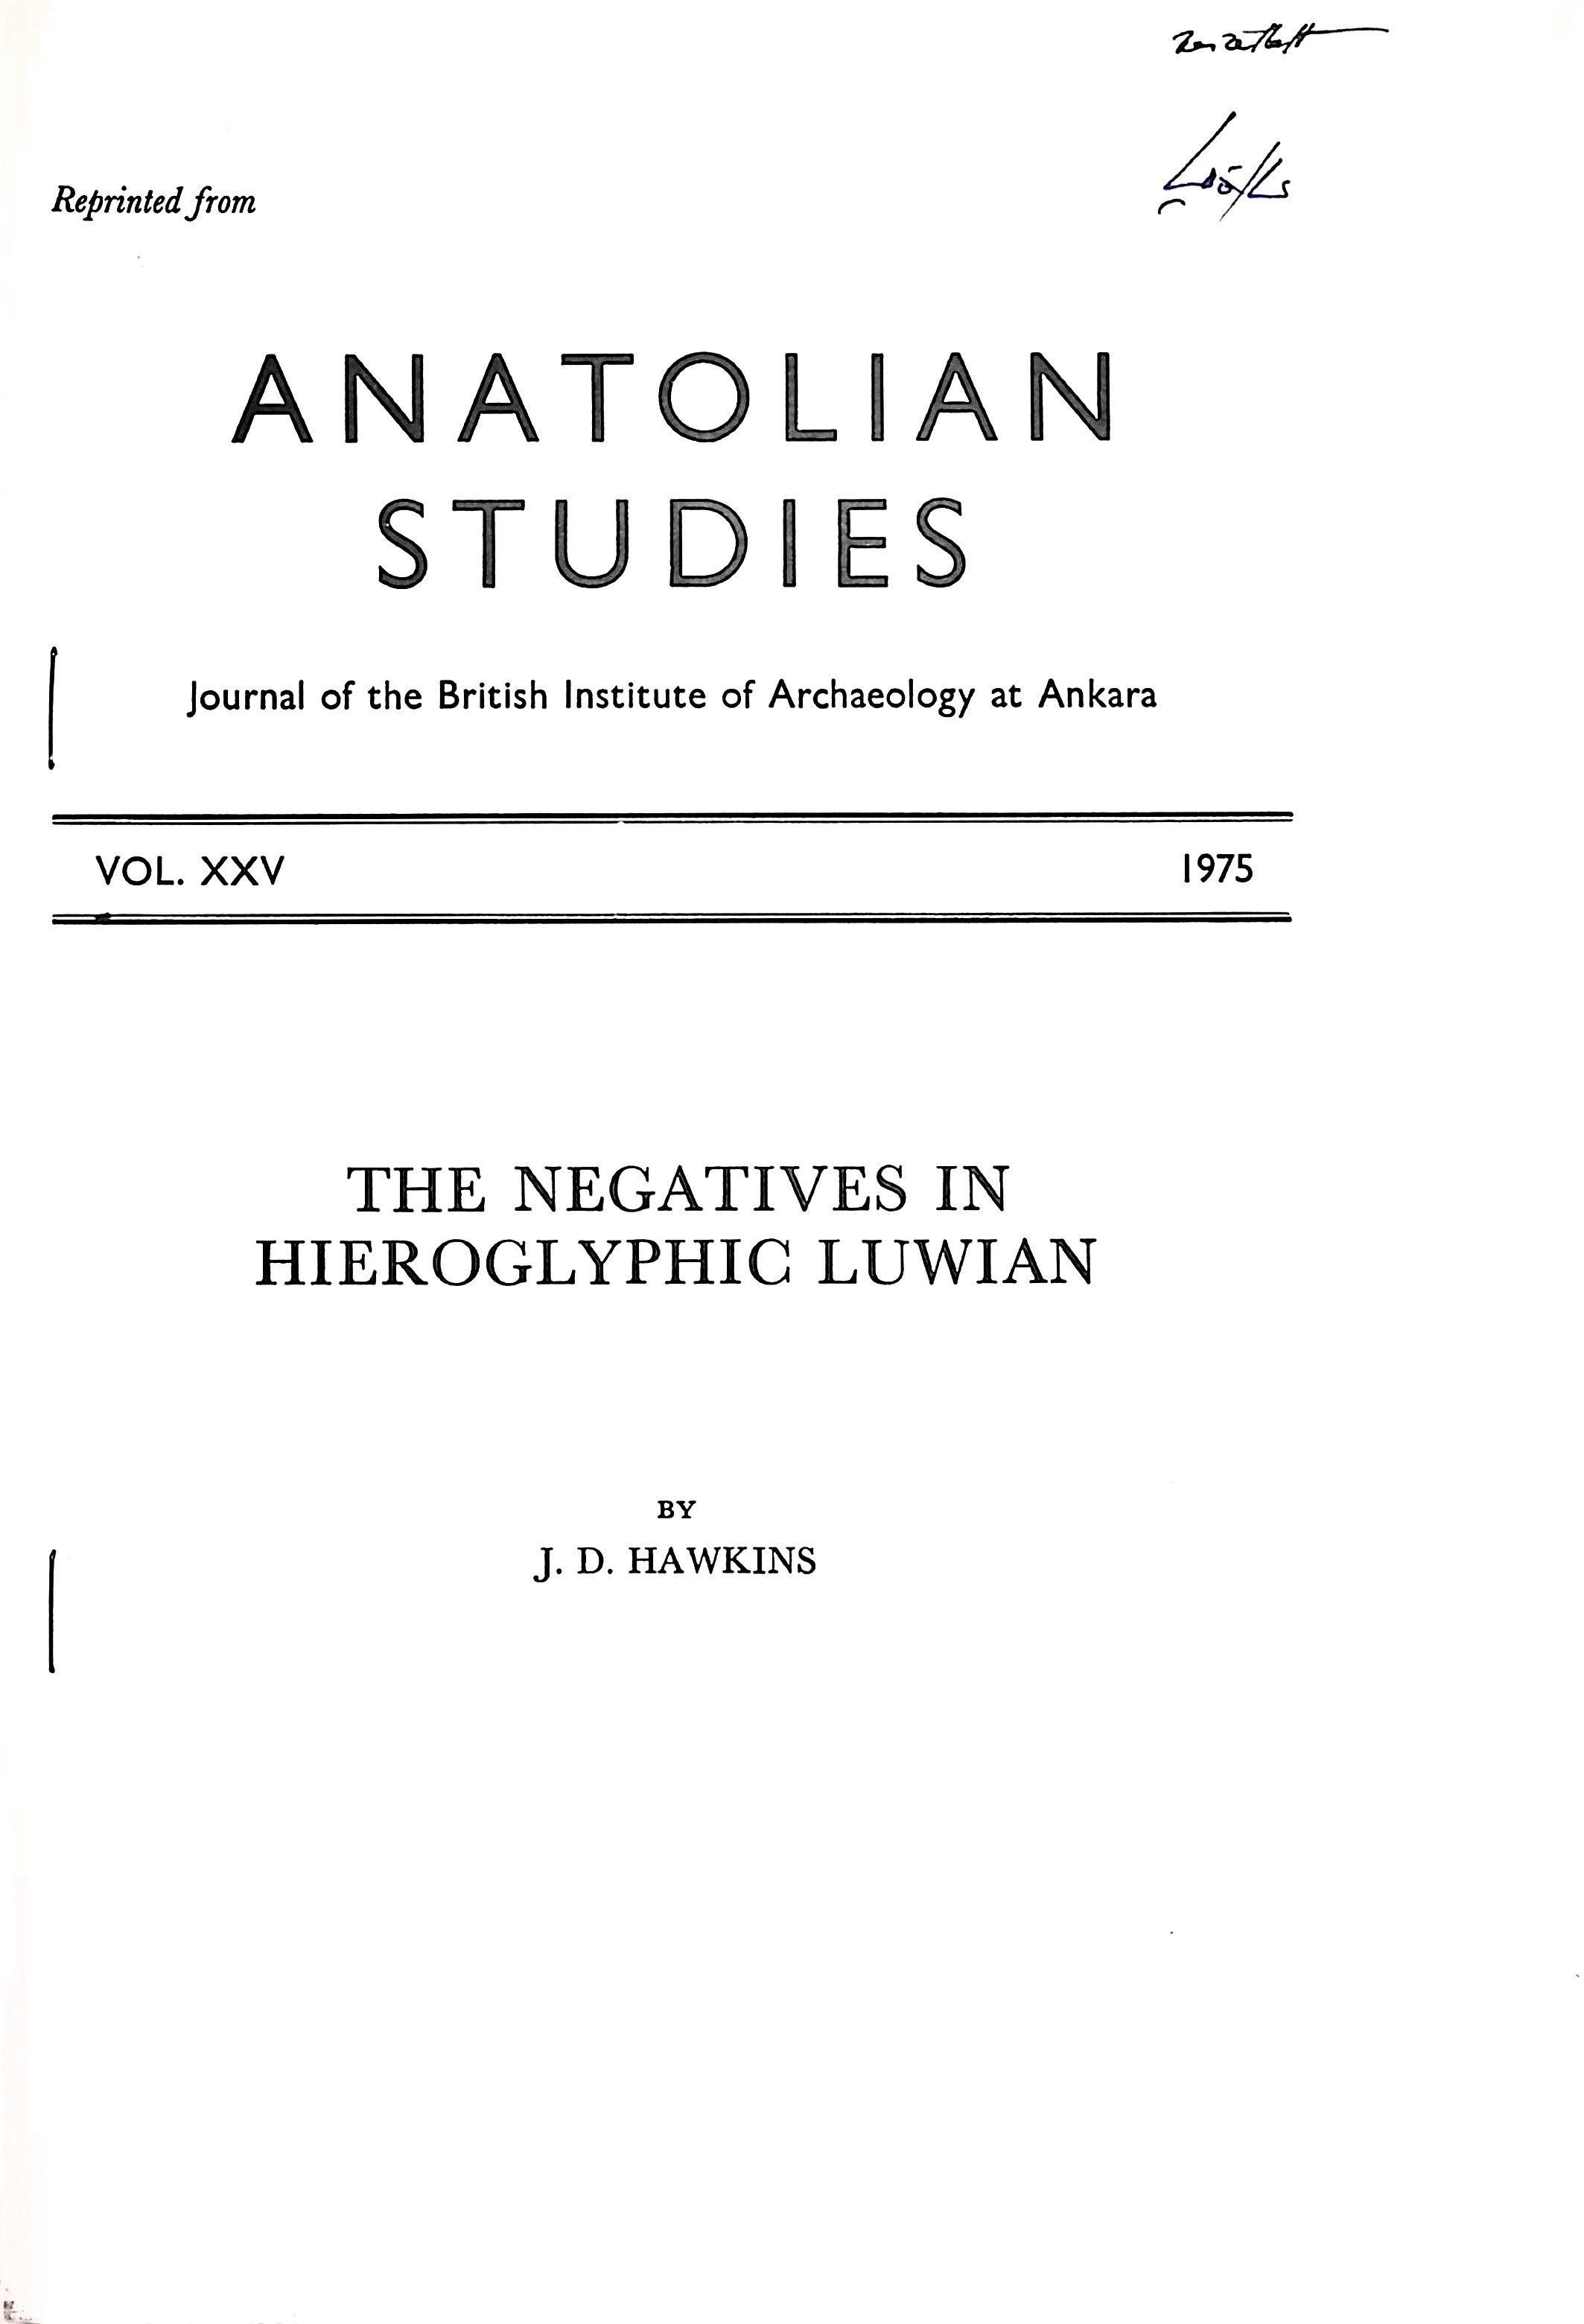 Reprinted from
ANATOLIAN
STUDIES
Journal of the British Institute of Archaeology at Ankara
VOL. XXV 1975
THE NEGATIVES IN
HIEROGLYPHIC LUWIAN
BY
J. D. HAWKINS